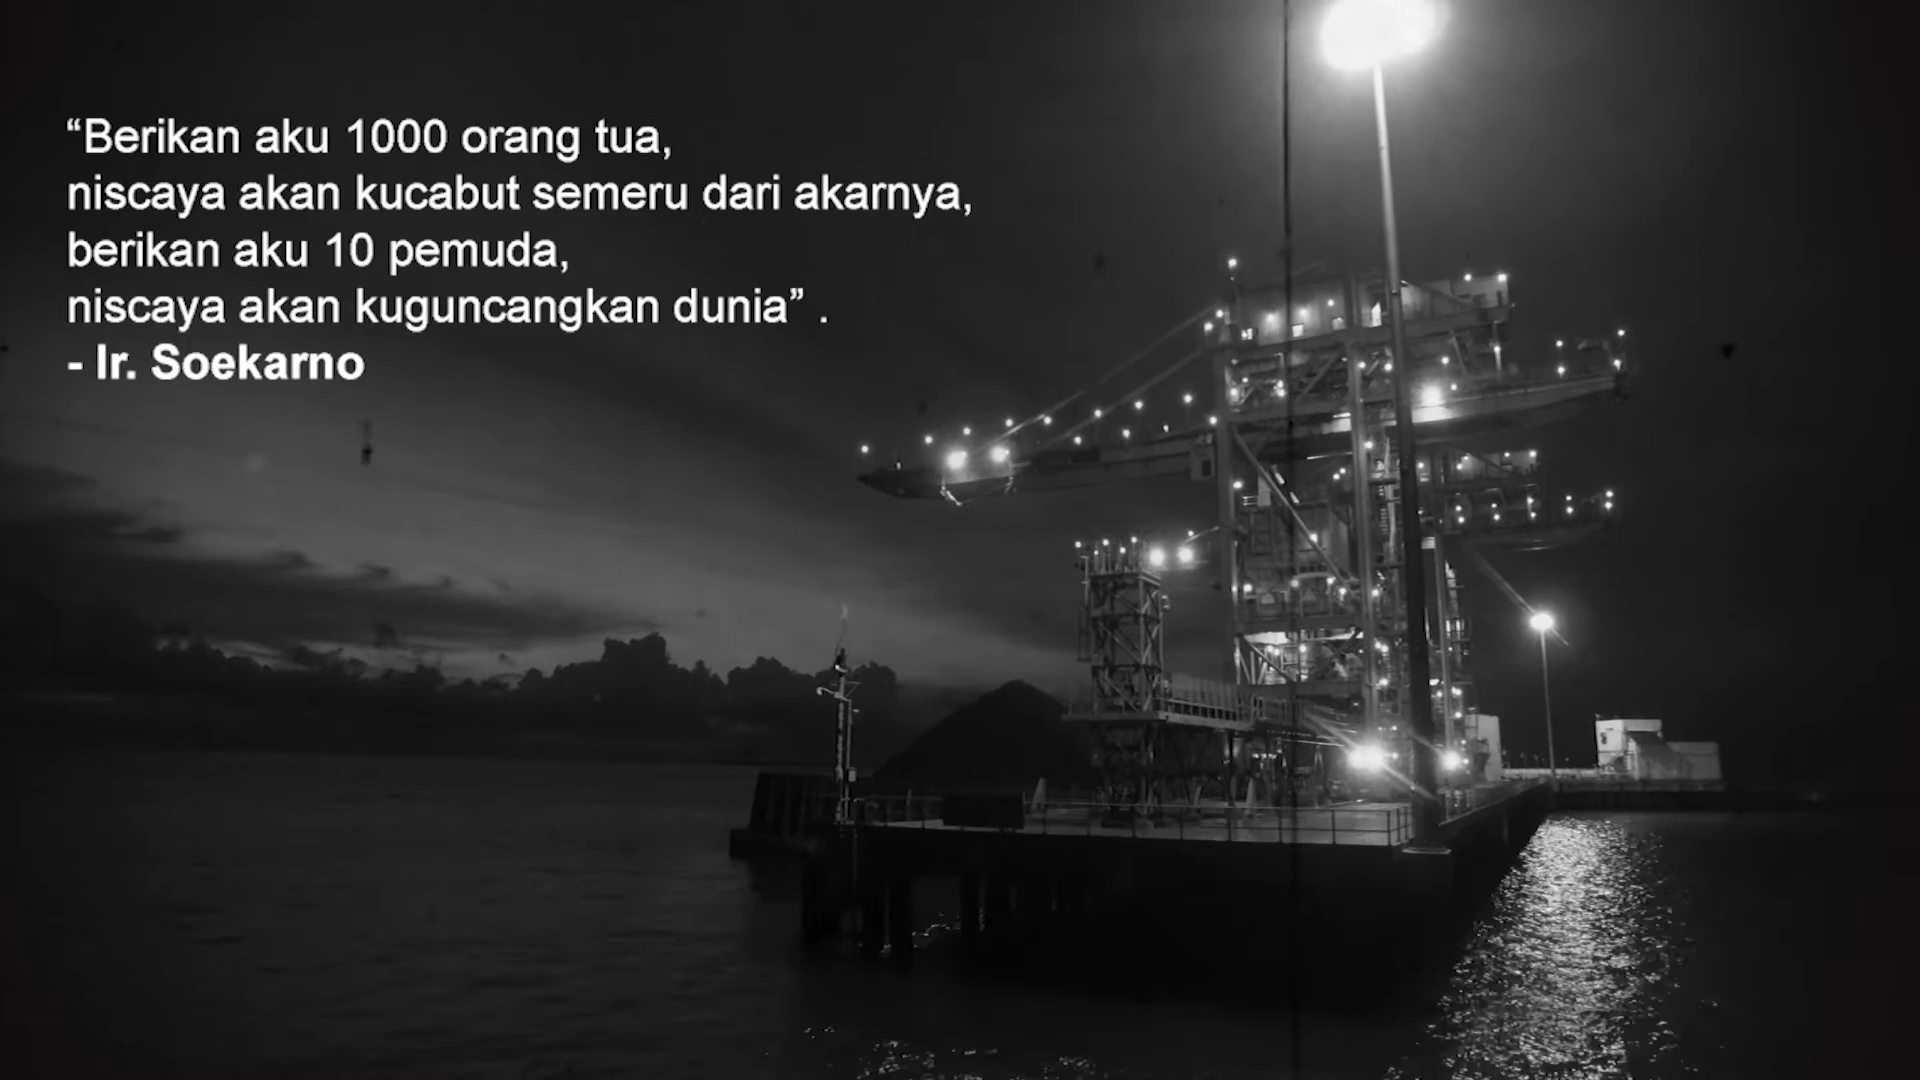 “Berikan aku 1000 orang tua,
niscaya akan kucabut semeru dari akarnya,
berikan aku 10 pemuda,
niscaya akan kuguncangkan dunia” .
- Ir. Soekarno